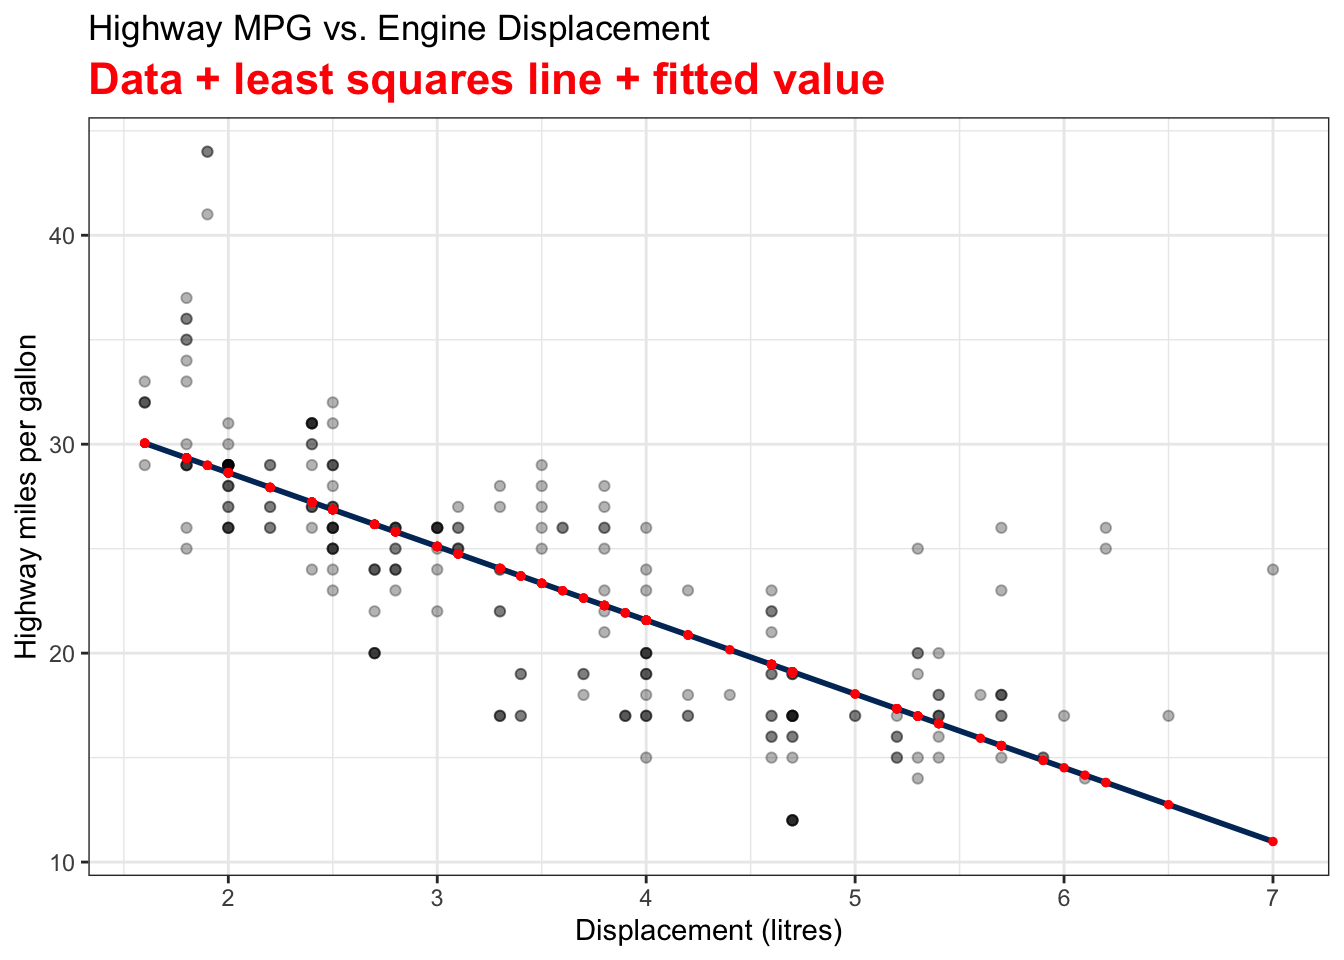 Highway MPG vs. Engine Displacement
Data + least squares line + fitted value
Highway miles per gallon
40
30
20
10
2 3 4 5 6 7
Displacement (litres)